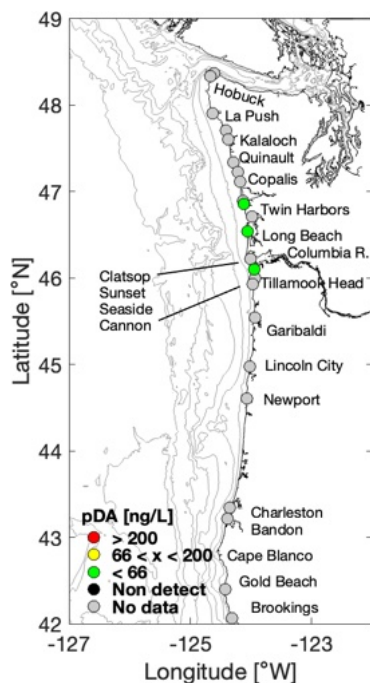 49
48
47
46
45
44
43
42
Latitude [°N]
Hobuck
La Push
Kalaloch
Quinault
Copalis
Twin Harbors
Long Beach
Columbia R.
Clatsop
Sunset
Seaside
Cannon
Tillamook Head
Garibaldi
Lincoln City
Newport
Charleston
Bandon
Cape Blanco
Gold Beach
Brookings
pDA [ng/L]
> 200
66 < x < 200
< 66
Non detect
No data
-127
-125
-123
Longitude [°W]